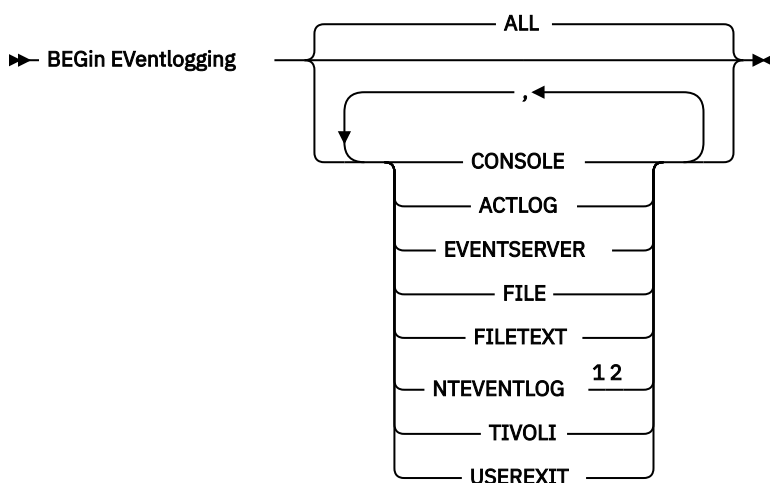 ALL
BEGin EVentlogging
,
CONSOLE
ACTLOG
EVENTSERVER
FILE
FILETEXT
NTEVENTLOG 1 2
TIVOLI
USEREXIT